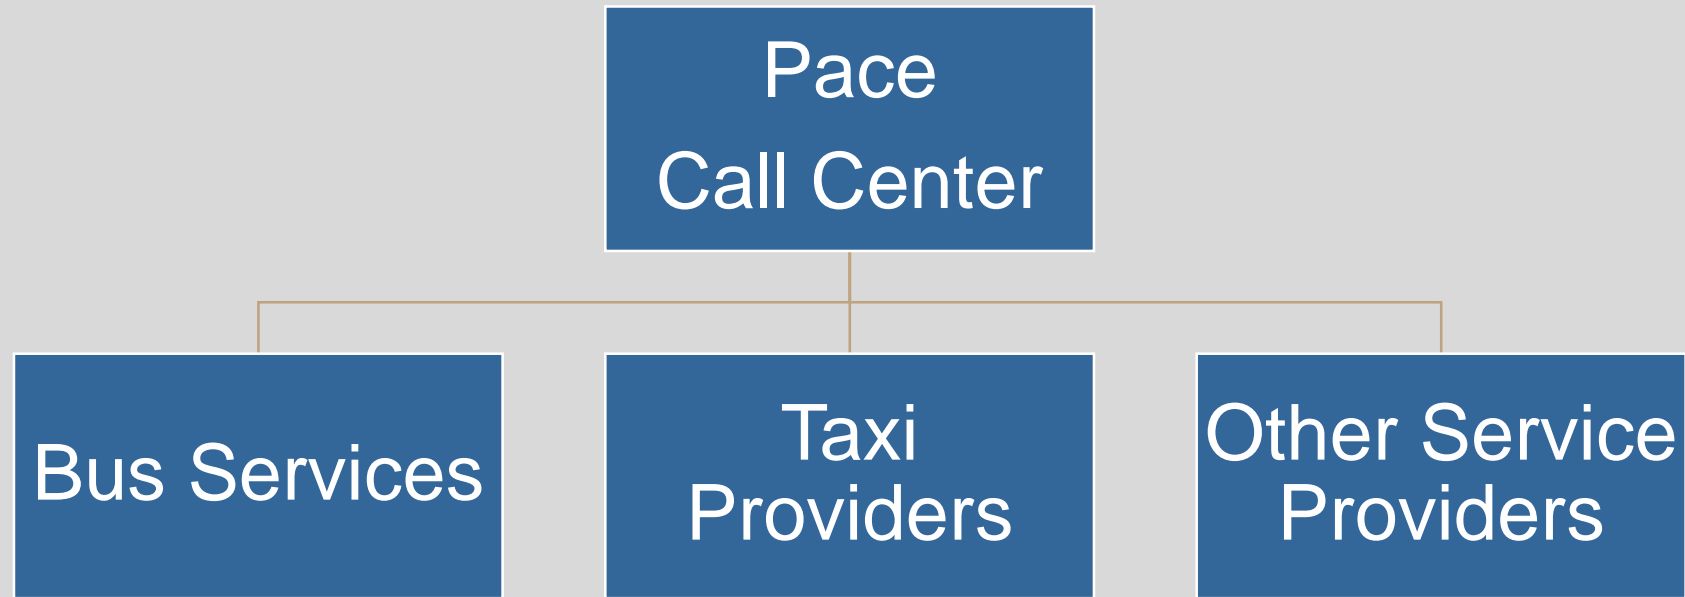 Pace
Call Center
Bus Services
Taxi
Providers
Other Service
Providers